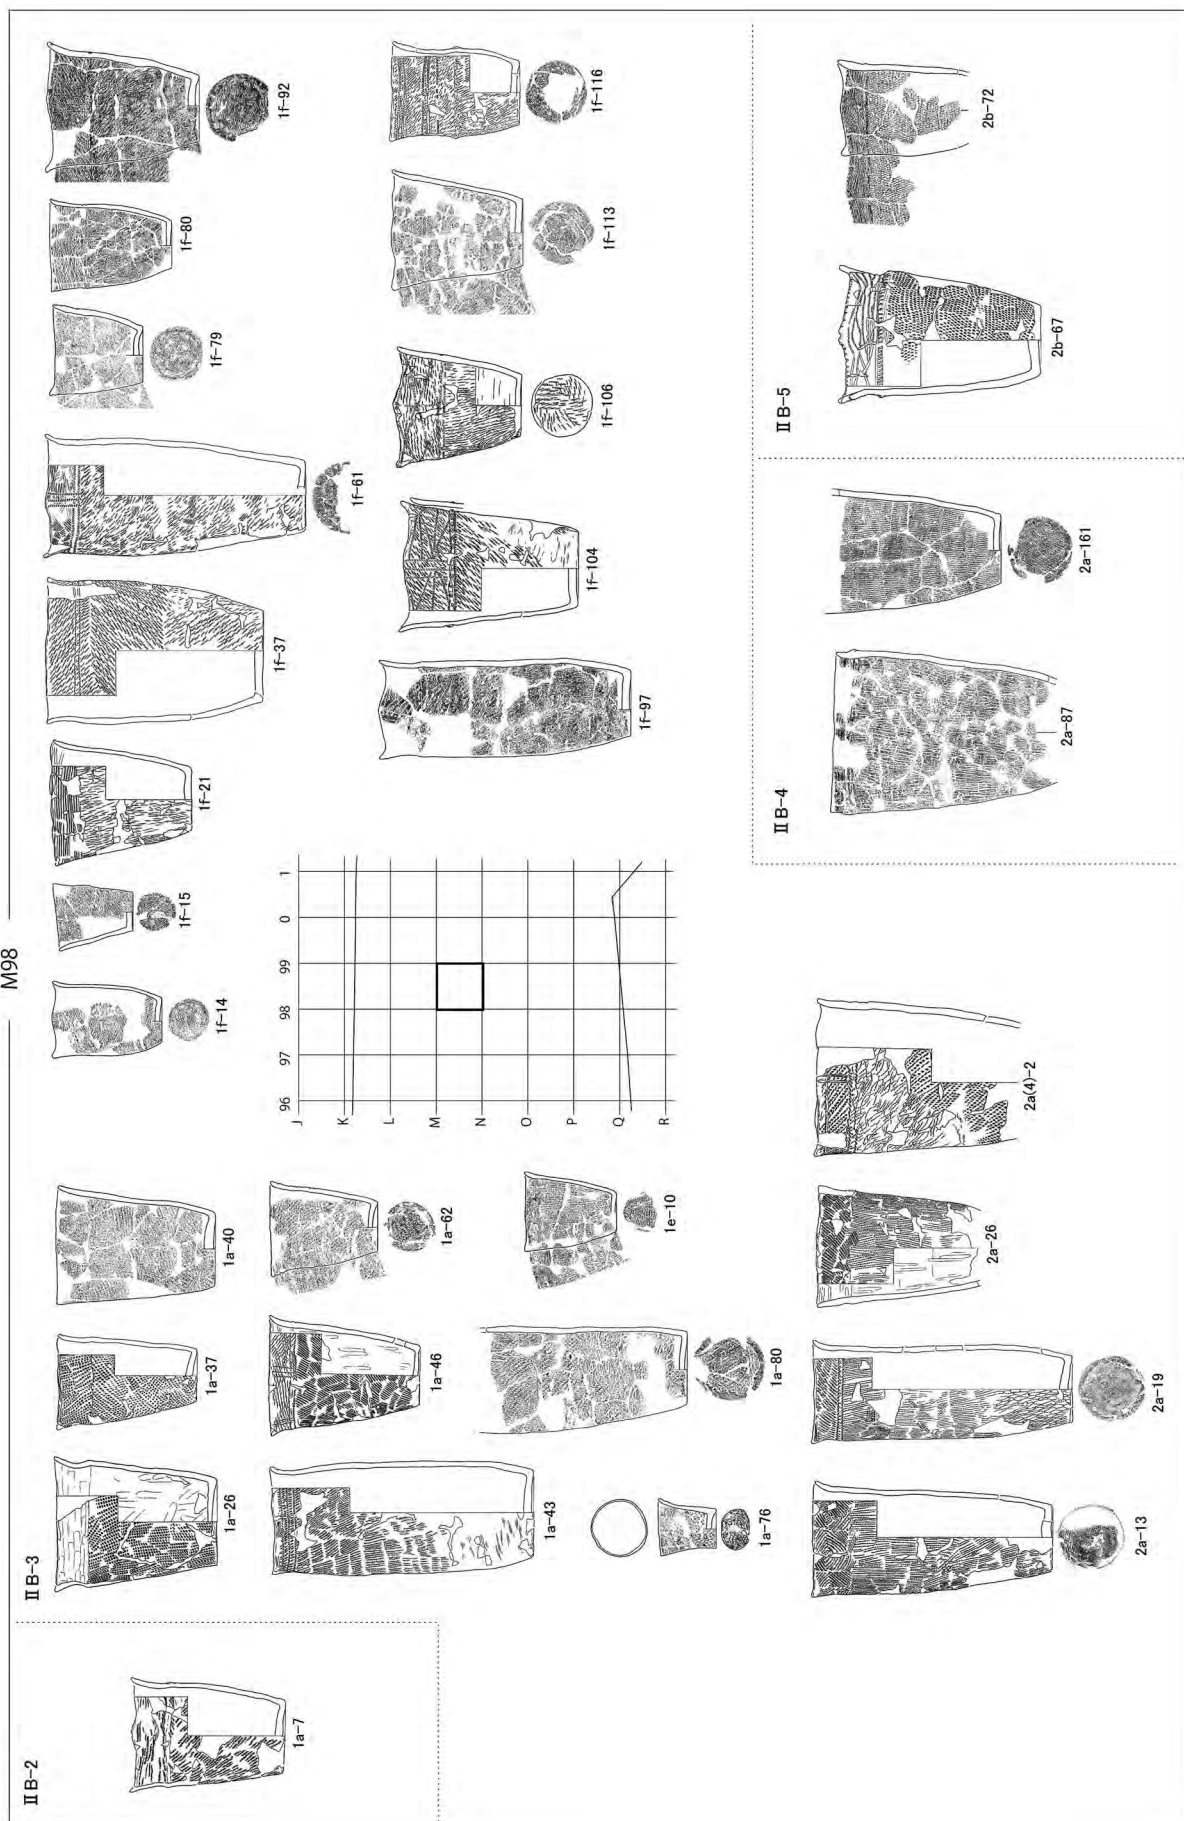 M98
ⅡB-2
1a-7
ⅡB-3
1a-26
1a-37
1a-40
1a-43
1a-46
1a-62
1a-76
1a-80
1e-10
1f-14
1f-15
1f-21
1f-37
1f-61
1f-79
1f-80
1f-92
1f-97
1f-104
1f-106
1f-113
1f-116
96 97 98 99 0 1
J
K
L
M
N
O
P
Q
R
2a-13
2a-19
2a-26
2a(4)-2
ⅡB-4
2a-87
2a-161
ⅡB-5
2b-67
2b-72